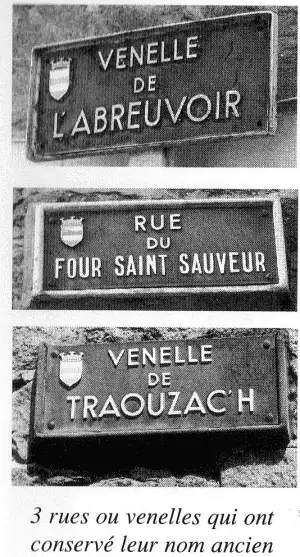 VENELLE
DE
L'ABREUVOIR
RUE
DU
FOUR SAINT SAUVEUR
VENELLE
DE
TRAOUZAC'H
3 rues ou venelles qui ont
conservé leur nom ancien